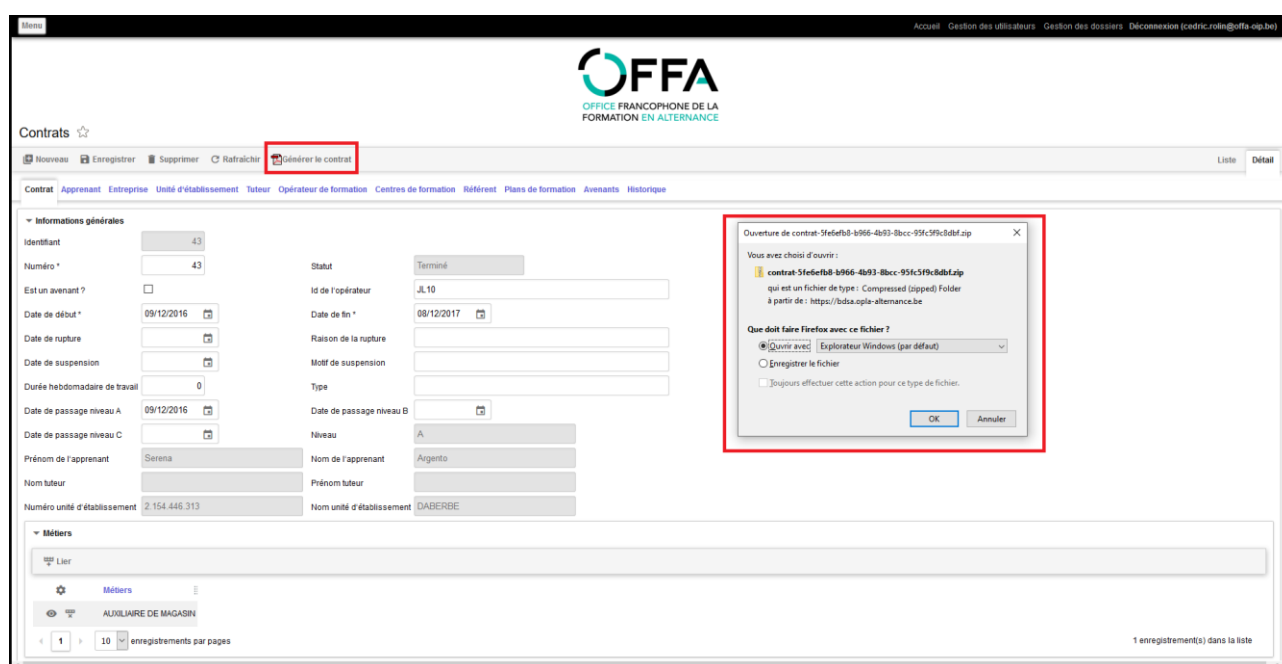 Menu Accueil Gestion des utilisateurs Gestion des dossiers Déconnexion (cedric.rolin@offa-oip.be)
OFFA
OFFICE FRANCOPHONE DE LA
FORMATION EN ALTERNANCE
Contrats
Nouveau Enregistrer Supprimer Rafraîchir Générer le contrat Liste Détail
Contrat Apprenant Entreprise Unité d'établissement Tuteur Opérateur de formation Centres de formation Référent Plans de formation Avenants Historique
Informations générales
Identifiant 43
Numéro * 43 Statut Terminé
Est un avenant ? Id de l'opérateur JL10
Date de début * 09/12/2016 Date de fin * 08/12/2017
Date de rupture Raison de la rupture
Date de suspension Motif de suspension
Durée hebdomadaire de travail 0 Type
Date de passage niveau A 09/12/2016 Date de passage niveau B
Date de passage niveau C Niveau A
Prénom de l'apprenant Serena Nom de l'apprenant Argento
Nom tuteur Prénom tuteur
Numéro unité d'établissement 2.154.446.313 Nom unité d'établissement DABERBE
Métiers
Lier
Métiers
AUXILIAIRE DE MAGASIN
1 10 enregistrements par pages 1 enregistrement(s) dans la liste
Ouverture de contrat-5fe6efb8-b966-4b93-8bcc-95fc5f9c8dbf.zip
Vous avez choisi d'ouvrir :
contrat-5fe6efb8-b966-4b93-8bcc-95fc5f9c8dbf.zip
qui est un fichier de type : Compressed (zipped) Folder
à partir de : https://bdsa.opla-alternance.be
Que doit faire Firefox avec ce fichier ?
Ouvrir avec Explorateur Windows (par défaut)
Enregistrer le fichier
Toujours effectuer cette action pour ce type de fichier.
OK Annuler